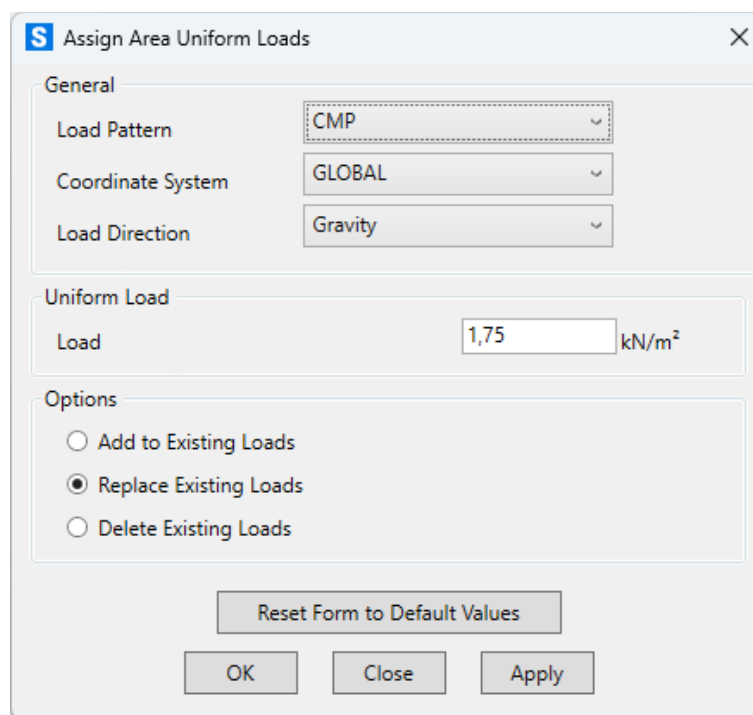 S Assign Area Uniform Loads
General
Load Pattern CMP
Coordinate System GLOBAL
Load Direction Gravity
Uniform Load
Load 1,75 kN/m²
Options
Add to Existing Loads
Replace Existing Loads
Delete Existing Loads
Reset Form to Default Values
OK Close Apply